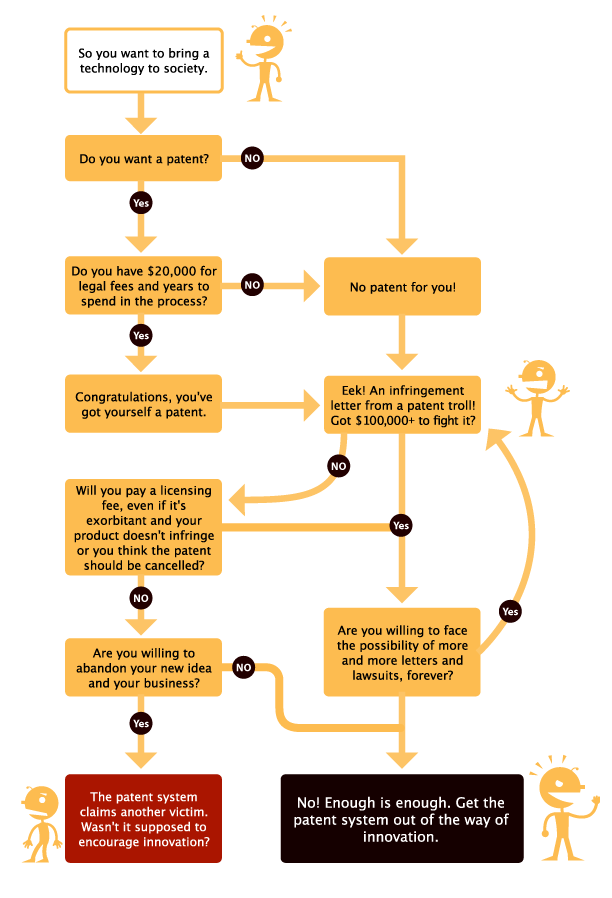 So you want to bring a
technology to society.
Do you want a patent?
NO
Yes
Do you have $20,000 for
legal fees and years to
spend in the process?
NO
No patent for you!
Yes
Congratulations, you've
got yourself a patent.
Eek! An infringement
letter from a patent troll!
Got $100,000+ to fight it?
NO
Will you pay a licensing
fee, even if it's
exorbitant and your
product doesn't infringe
or you think the patent
should be cancelled?
Yes
NO
Are you willing to face
the possibility of more
and more letters and
lawsuits, forever?
Yes
Are you willing to
abandon your new idea
and your business?
NO
Yes
The patent system
claims another victim.
Wasn't it supposed to
encourage innovation?
No! Enough is enough. Get the
patent system out of the way of
innovation.